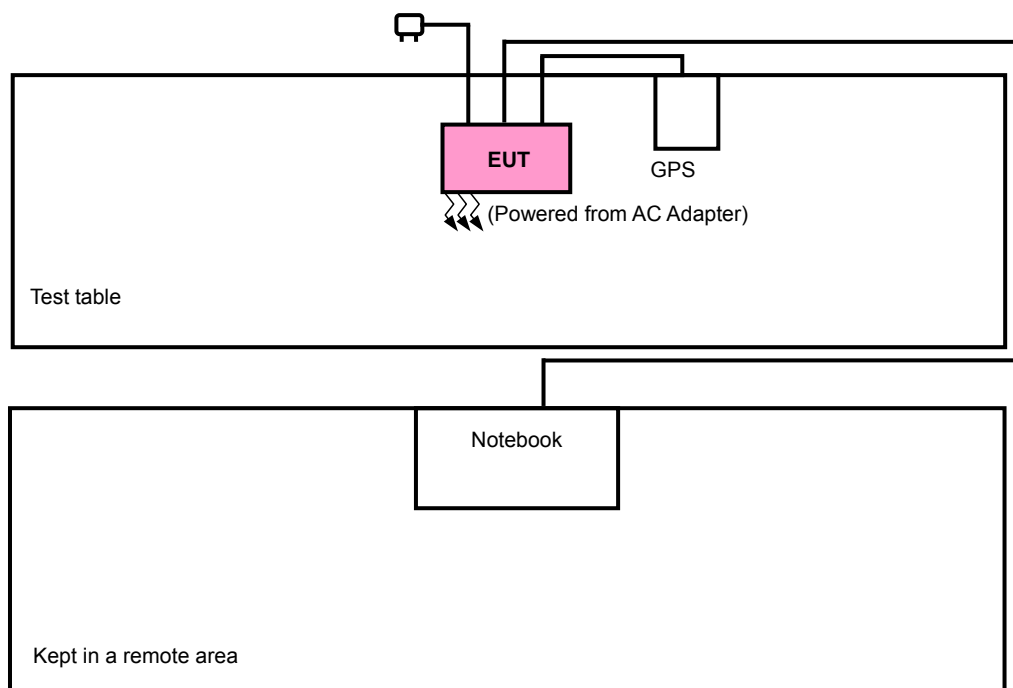 EUT
GPS
(Powered from AC Adapter)
Test table
Notebook
Kept in a remote area